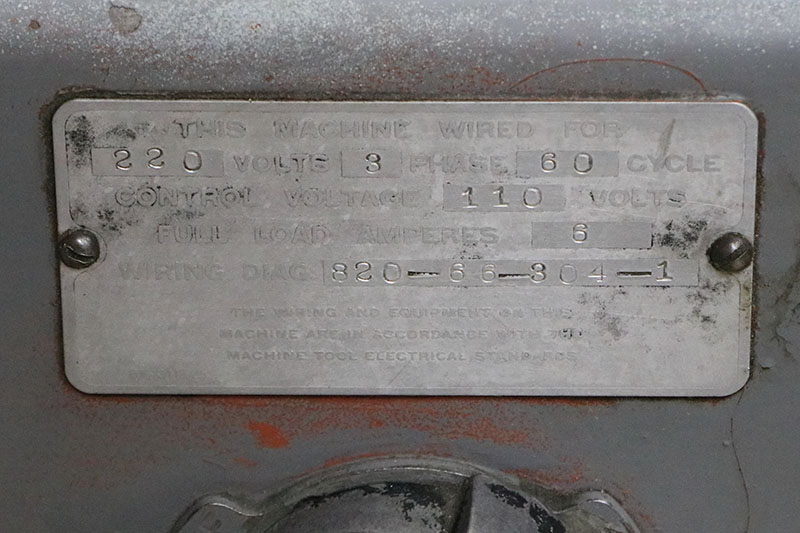 THIS MACHINE WIRED FOR
220 VOLTS 3 PHASE 60 CYCLE
CONTROL VOLTAGE 110 VOLTS
FULL LOAD AMPERES 6
WIRING DRG. 820-66-304-1
THE WIRING AND EQUIPMENT ON THIS
MACHINE ARE IN ACCORDANCE WITH THE
MACHINE TOOL ELECTRICAL STANDARDS